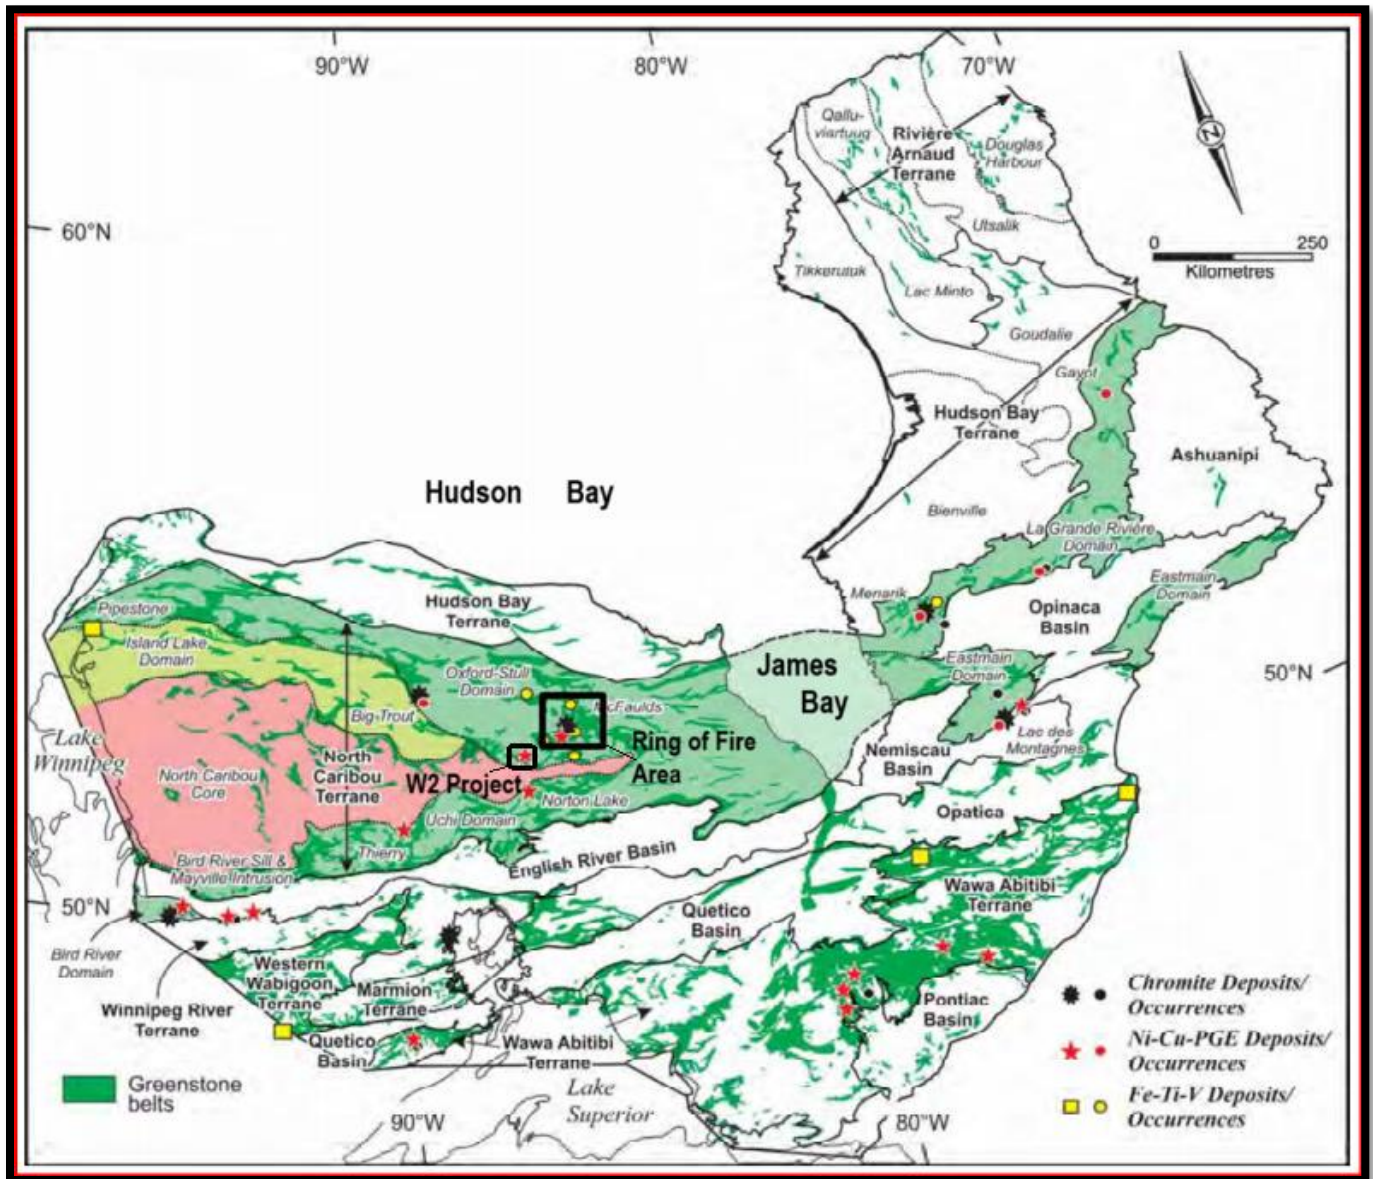 90°W
80°W
70°W
60°N
Rivière
Arnaud
Terrane
Douglas
Harbour
Utsalik
0
250
Kilometres
Lac Minto
Goudalie
Gayot
Hudson Bay
Terrane
Ashuanipi
Hudson Bay
Bienville
La Grande Rivière
Domain
Eastmain
Domain
Menarik
Opinaca
Basin
Hudson Bay
Terrane
Pipestone
Island Lake
Domain
Oxford-Stull
Domain
James
Bay
Eastmain
Domain
50°N
Big Trout
McFaulds
Lac des
Montagnes
Nemiscau
Basin
Lake
Winnipeg
North
Caribou
Terrane
North Caribou
Core
Ring of Fire
Area
W2 Project
Norton Lake
Uchi Domain
Opatica
Thierry
English River Basin
Bird River Sill &
Mayville Intrusion
Wawa Abitibi
Terrane
50°N
Quetico
Basin
Bird River
Domain
Western
Wabigoon
Terrane
Marmion
Terrane
Winnipeg River
Terrane
Pontiac
Basin
Quetico
Basin
Wawa Abitibi
Terrane
Lake
Superior
Greenstone
belts
90°W
80°W
Chromite Deposits/
Occurrences
Ni-Cu-PGE Deposits/
Occurrences
Fe-Ti-V Deposits/
Occurrences